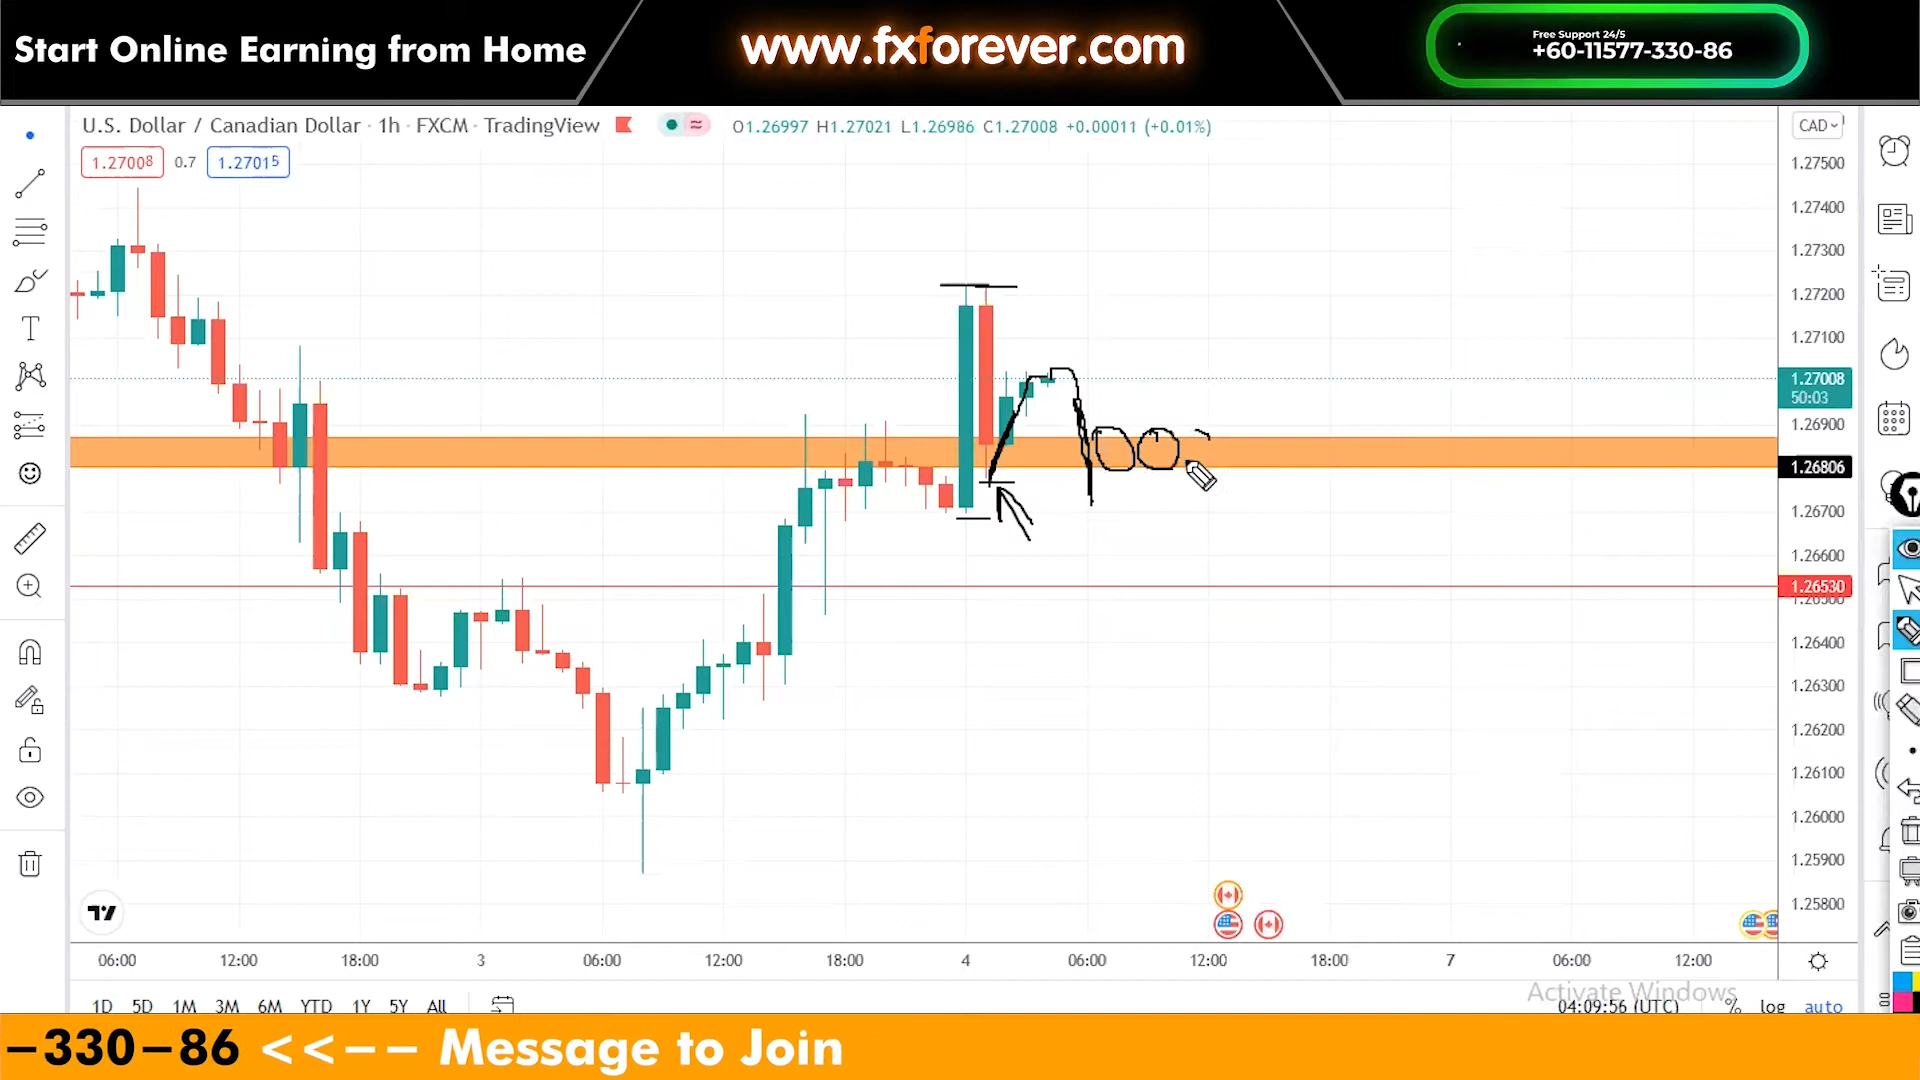 Start Online Earning from Home
www.fxforever.com
Free Support 24/5
+60-11577-330-86
U.S. Dollar / Canadian Dollar · 1h · FXCM · TradingView
O1.26997 H1.27021 L1.26986 C1.27008 +0.00011 (+0.01%)
CAD
1.27008 0.7 1.27015
1.27500
1.27400
1.27300
1.27200
1.27100
1.27008
50:03
1.26900
1.26806
1.26700
1.26600
1.26530
1.26500
1.26400
1.26300
1.26200
1.26100
1.26000
1.25900
1.25800
06:00 12:00 18:00 3 06:00 12:00 18:00 4 06:00 12:00 18:00 7 06:00 12:00
Activate Windows
1D 5D 1M 3M 6M YTD 1Y 5Y All 04:09:56 (UTC) % log auto
-330-86 <<-- Message to Join